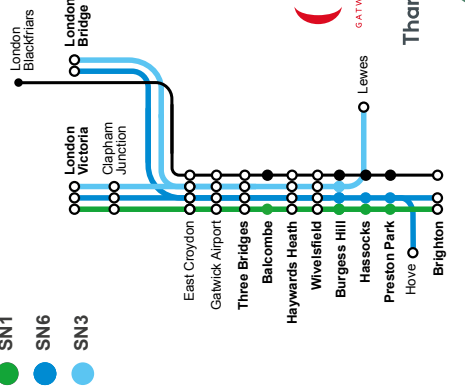 London
Blackfriars
London
Bridge
GATW
Than
London
Victoria
Clapham
Junction
Lewes
East Croydon
Gatwick Airport
Three Bridges
Balcombe
Haywards Heath
Wivelsfield
Burgess Hill
Hassocks
Preston Park
Hove
Brighton
SN1
SN6
SN3